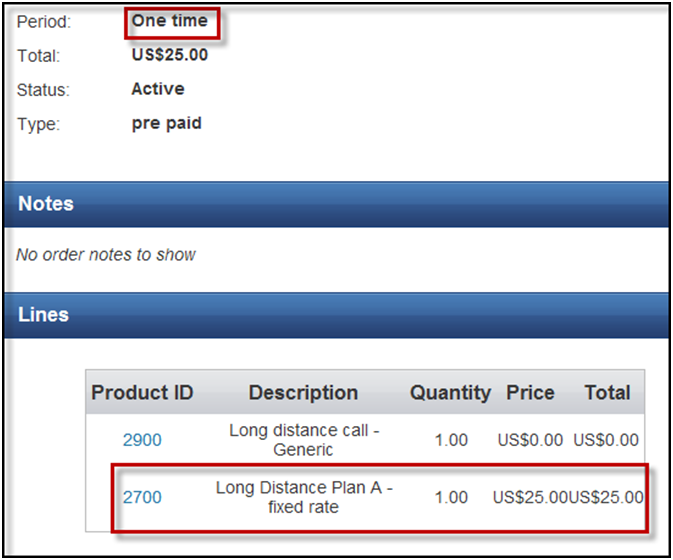 Period: One time
Total: US$25.00
Status: Active
Type: pre paid
Notes
No order notes to show
Lines
Product ID Description Quantity Price Total
2900 Long distance call - Generic 1.00 US$0.00 US$0.00
2700 Long Distance Plan A - fixed rate 1.00 US$25.00 US$25.00